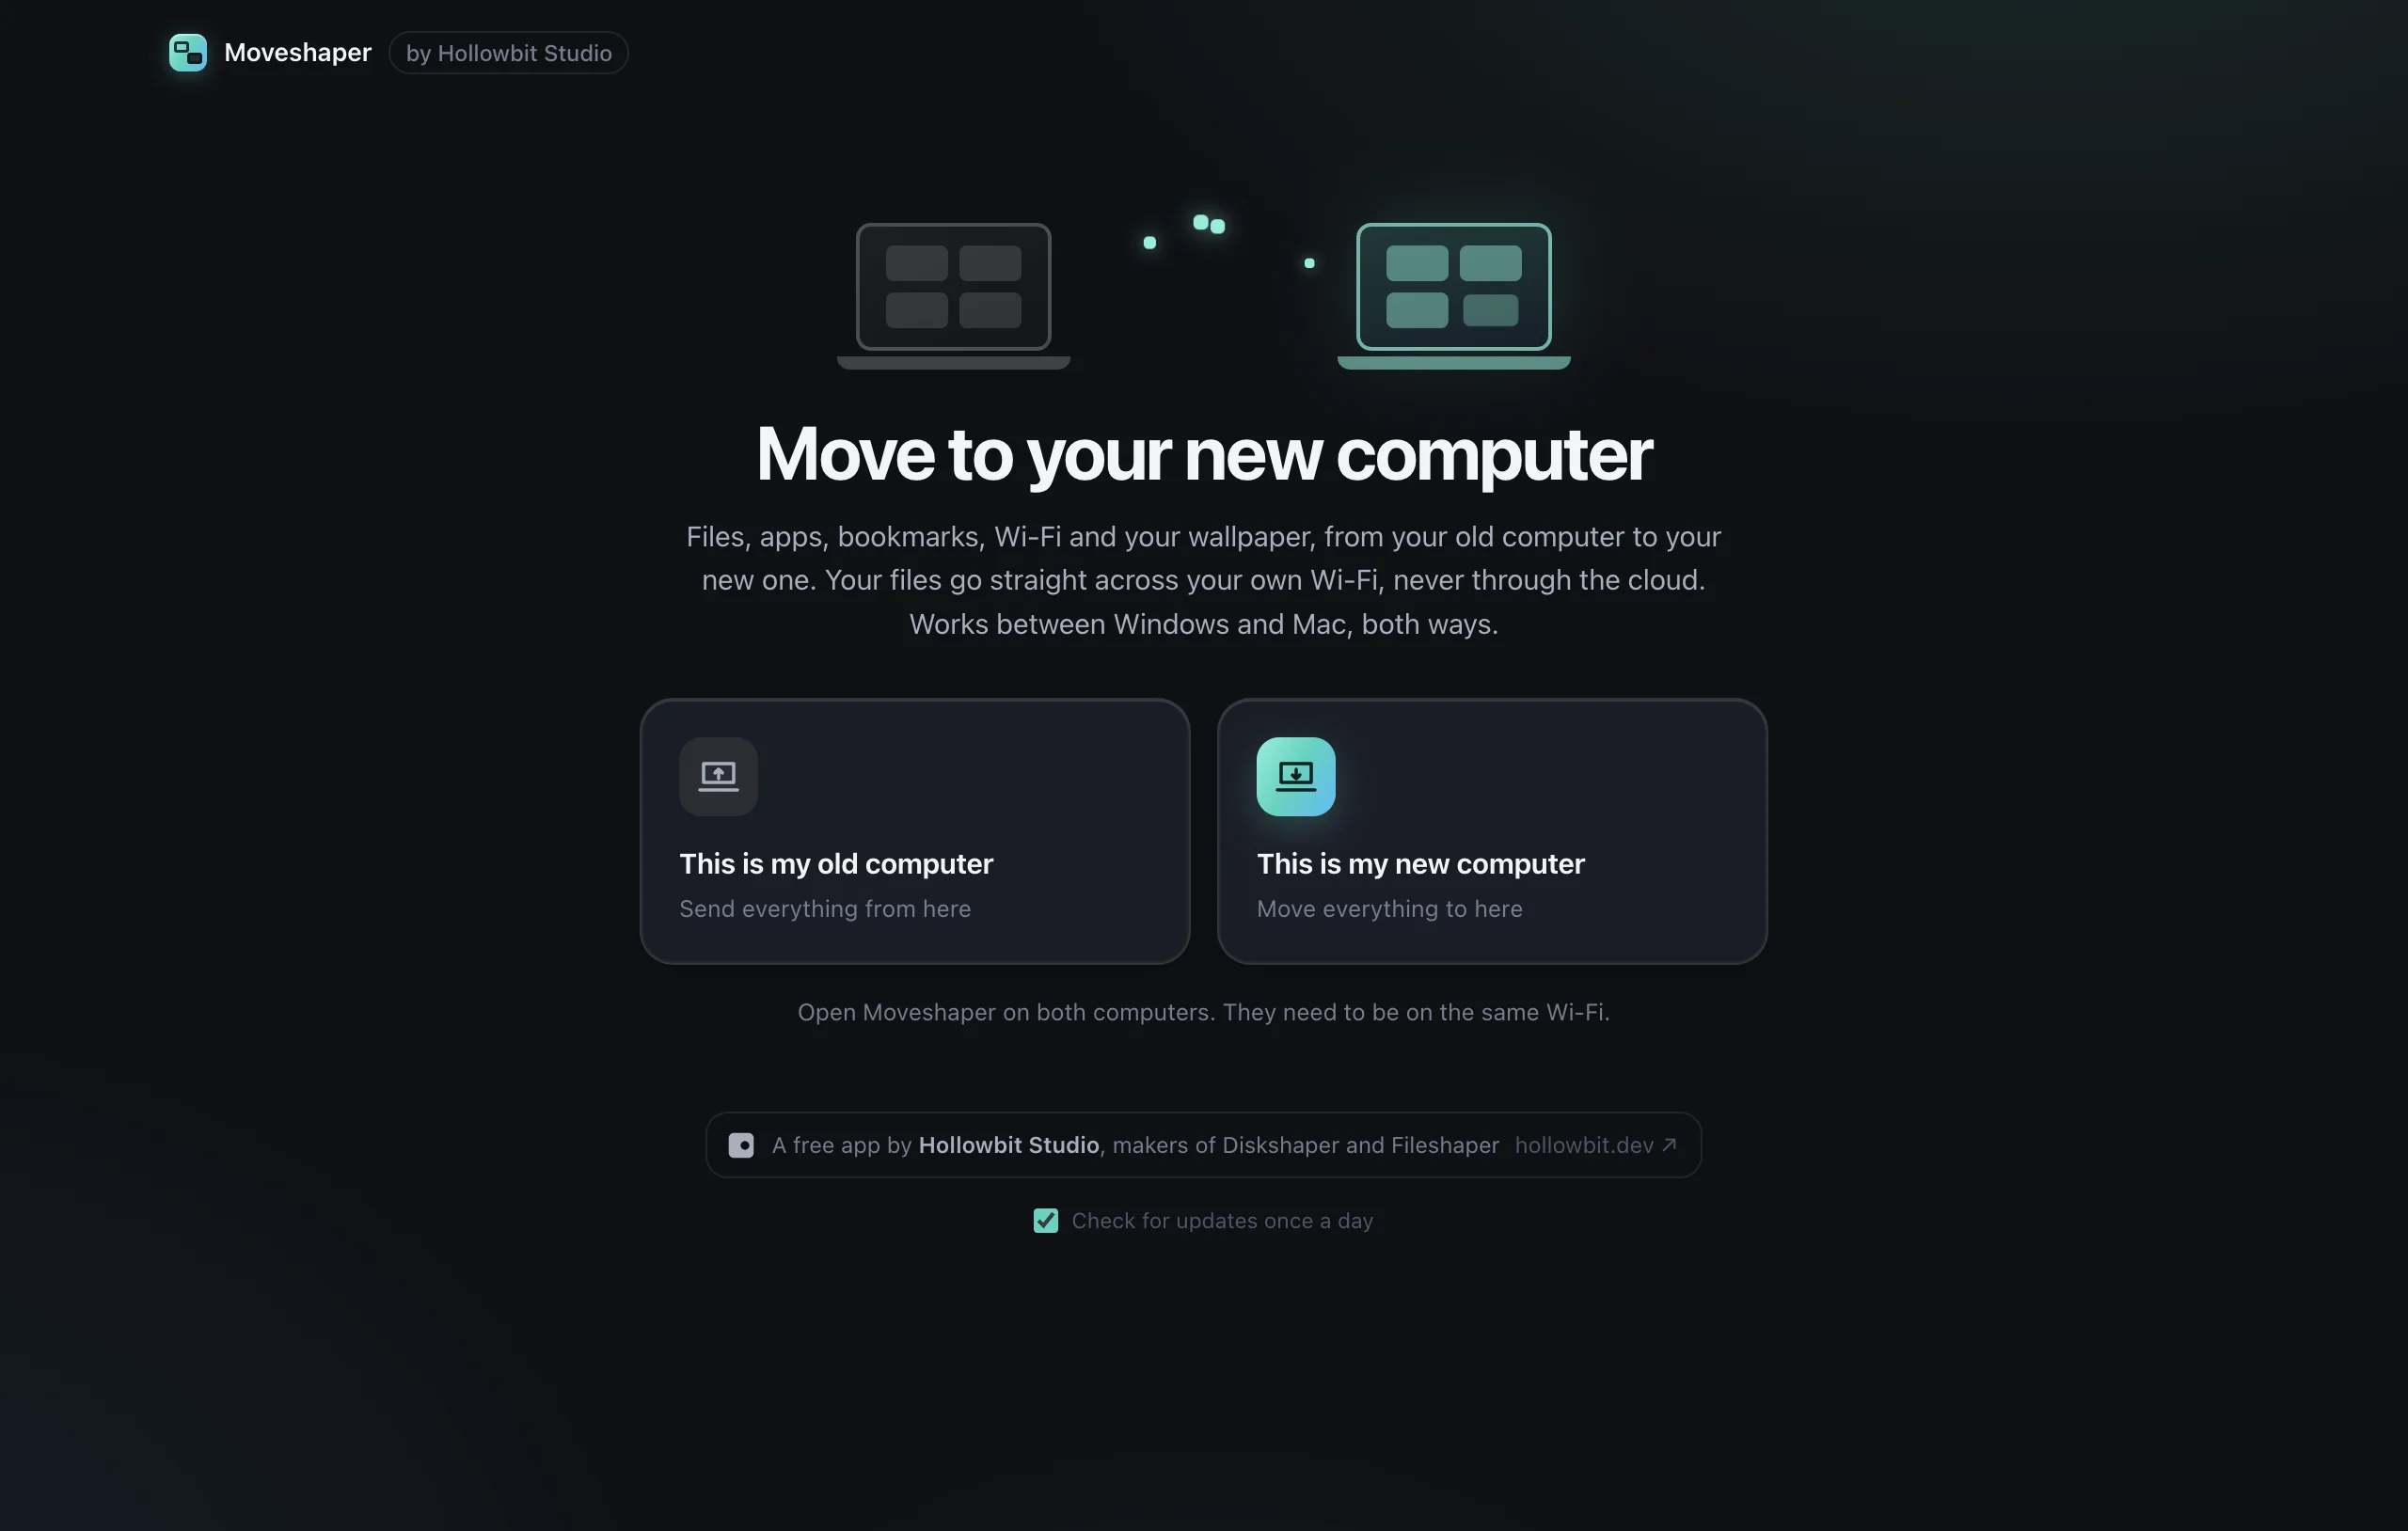 Moveshaper by Hollowbit Studio
Move to your new computer
Files, apps, bookmarks, Wi-Fi and your wallpaper, from your old computer to your
new one. Your files go straight across your own Wi-Fi, never through the cloud.
Works between Windows and Mac, both ways.
This is my old computer
Send everything from here
This is my new computer
Move everything to here
Open Moveshaper on both computers. They need to be on the same Wi-Fi.
A free app by Hollowbit Studio, makers of Diskshaper and Fileshaper hollowbit.dev ↗
Check for updates once a day